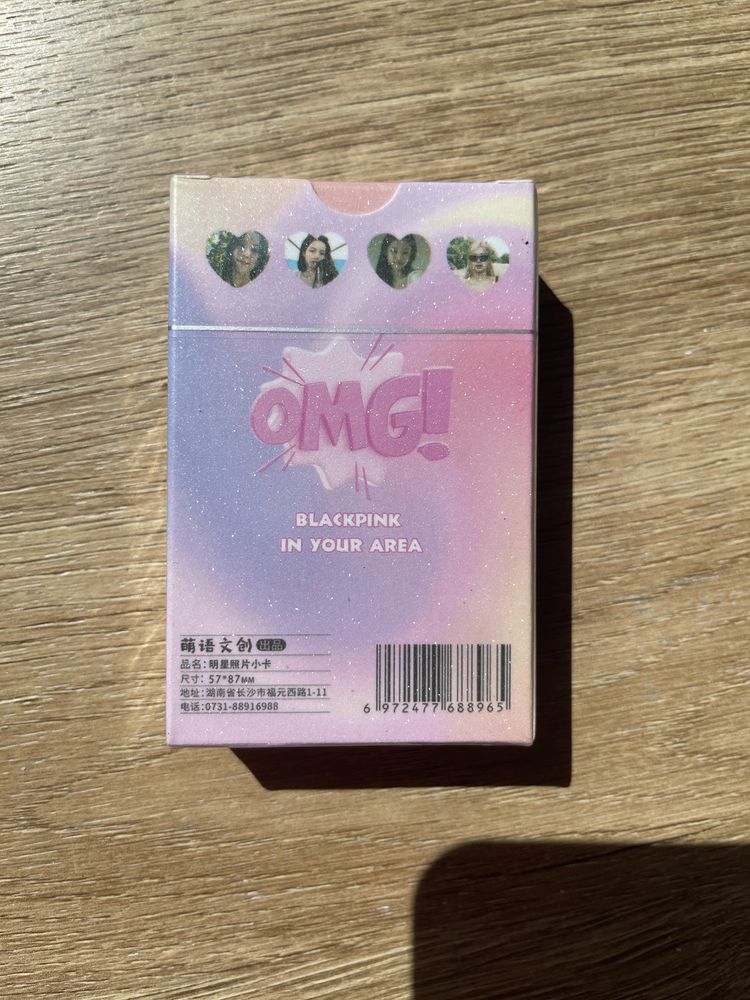 OMG!
BLACKPINK
IN YOUR AREA
萌语文创 出品
品名:明星照片小卡
尺寸: 57*87MM
地址:湖南省长沙市福元西路1-11
电话:0731-88916988
6 972477 688965